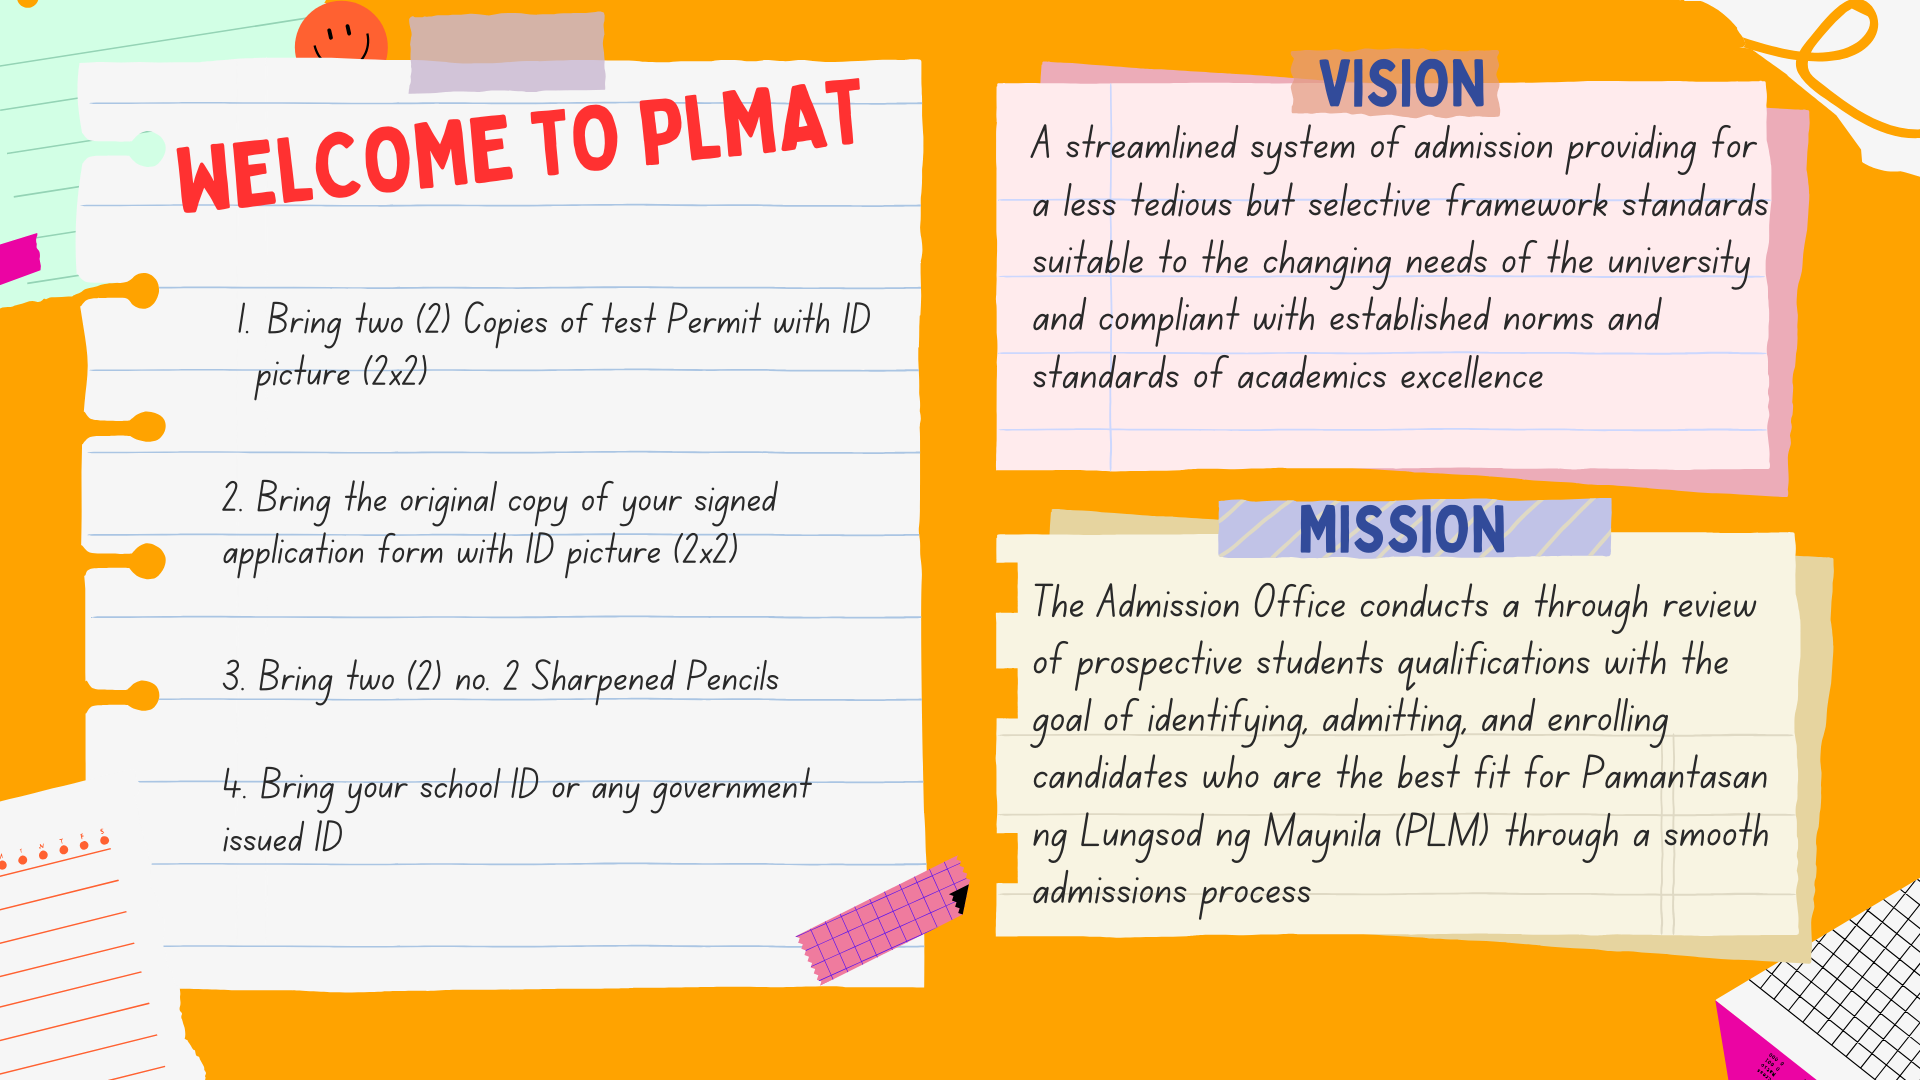 WELCOME TO PLMAT
1. Bring two (2) Copies of test Permit with ID
picture (2x2)
2. Bring the original copy of your signed
application form with ID picture (2x2)
3. Bring two (2) no. 2 Sharpened Pencils
4. Bring your school ID or any government
issued ID
VISION
A streamlined system of admission providing for
a less tedious but selective framework standards
suitable to the changing needs of the university
and compliant with established norms and
standards of academics excellence
MISSION
The Admission Office conducts a through review
of prospective students qualifications with the
goal of identifying, admitting, and enrolling
candidates who are the best fit for Pamantasan
ng Lungsod ng Maynila (PLM) through a smooth
admissions process